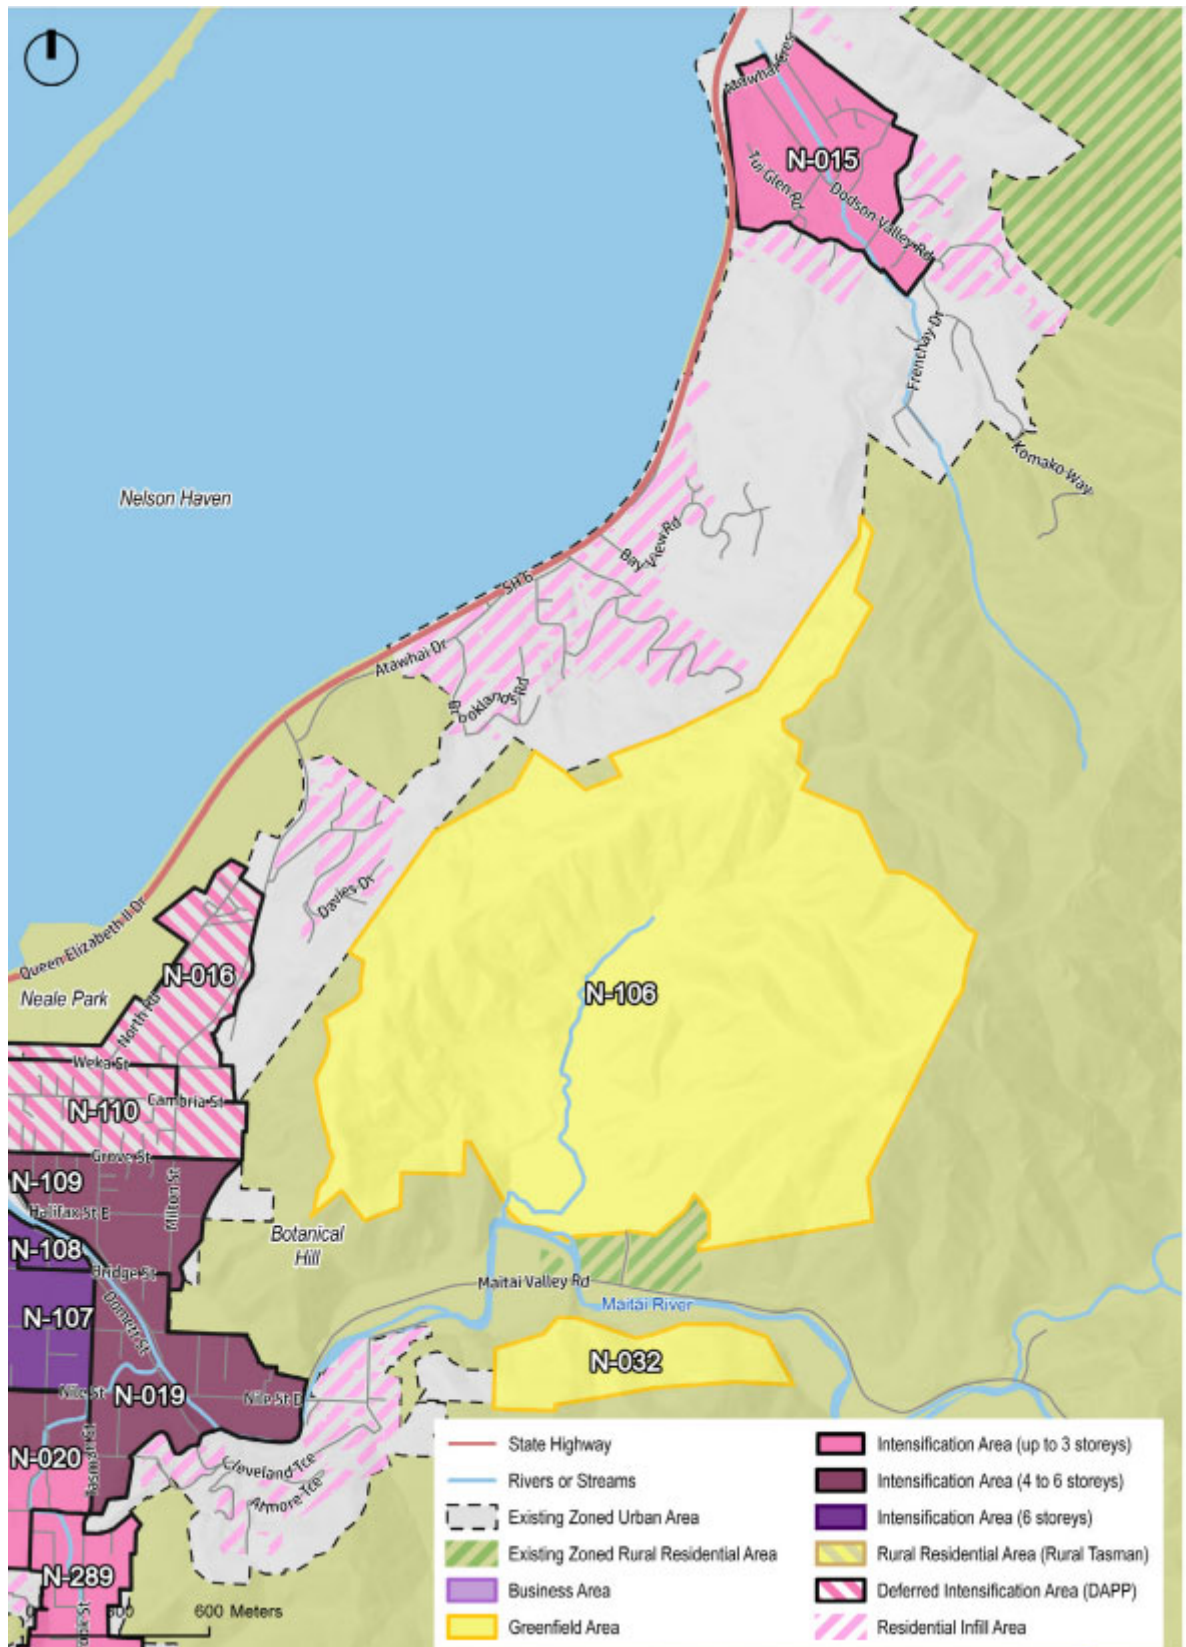 Atawhai Cres
N-015
Tui Glen Rd
Dodson Valley Rd
Frenchay Dr
Komako Way
Nelson Haven
Bay View Rd
SH 6
Atawhai Dr
Brooklands Rd
Davies Dr
Queen Elizabeth II Dr
N-016
Neale Park
North Rd
N-106
Weka St
Cambria St
N-110
Grove St
N-109
Milton St
Halifax St E
Botanical
Hill
N-108
Bridge St
Maitai Valley Rd
Maitai River
N-107
Domett St
N-032
Nile St
N-019
Nile St E
N-020
Tasman St
Cleveland Tce
Atmore Tce
N-289
600 Meters
State Highway
Rivers or Streams
Existing Zoned Urban Area
Existing Zoned Rural Residential Area
Business Area
Greenfield Area
Intensification Area (up to 3 storeys)
Intensification Area (4 to 6 storeys)
Intensification Area (6 storeys)
Rural Residential Area (Rural Tasman)
Deferred Intensification Area (DAPP)
Residential Infill Area